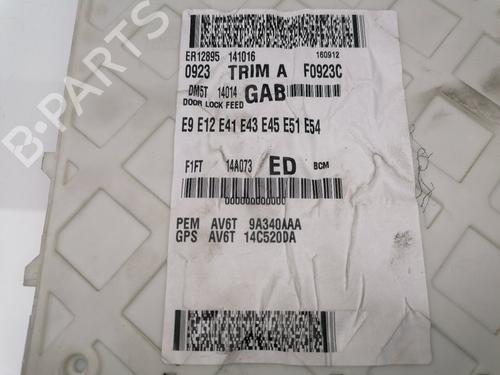 ER12895 141016 160912
0923 TRIM A F0923C
DM5T 14014 GAB
DOOR LOCK FEED
E9 E12 E41 E43 E45 E51 E54
F1FT 14A073 ED BCM
000000000000
PEM AV6T 9A340AAA
GPS AV6T 14C520DA
B-PARTS